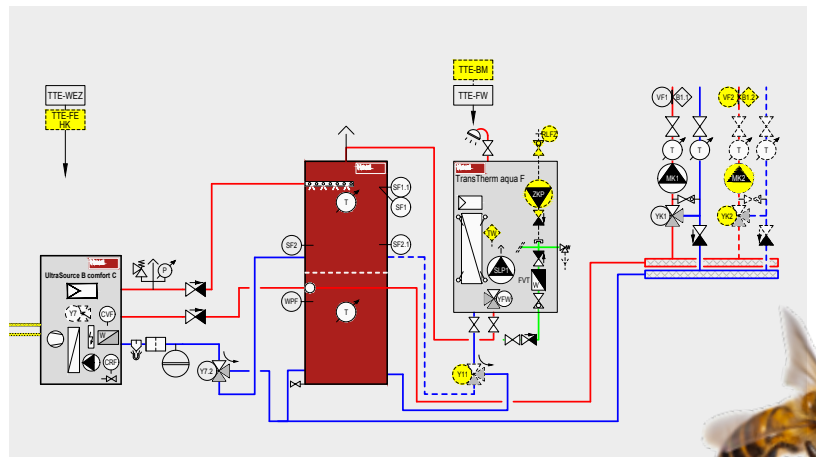 TTE-WEZ
TTE-FE
HK
TTE-BM
TTE-FW
RLFZ
VF1
B1.1
VF2
B1.2
T
T
T
T
MK1
MK2
YK1
YK2
TransTherm aqua F
ZKP
TW
SLP1
FVT
W
YFW
Y11
SF1.1
SF1
T
SF2
SF2.1
WPF
T
P
UltraSource B comfort C
Y7
CVF
W
CRF
Y7.2